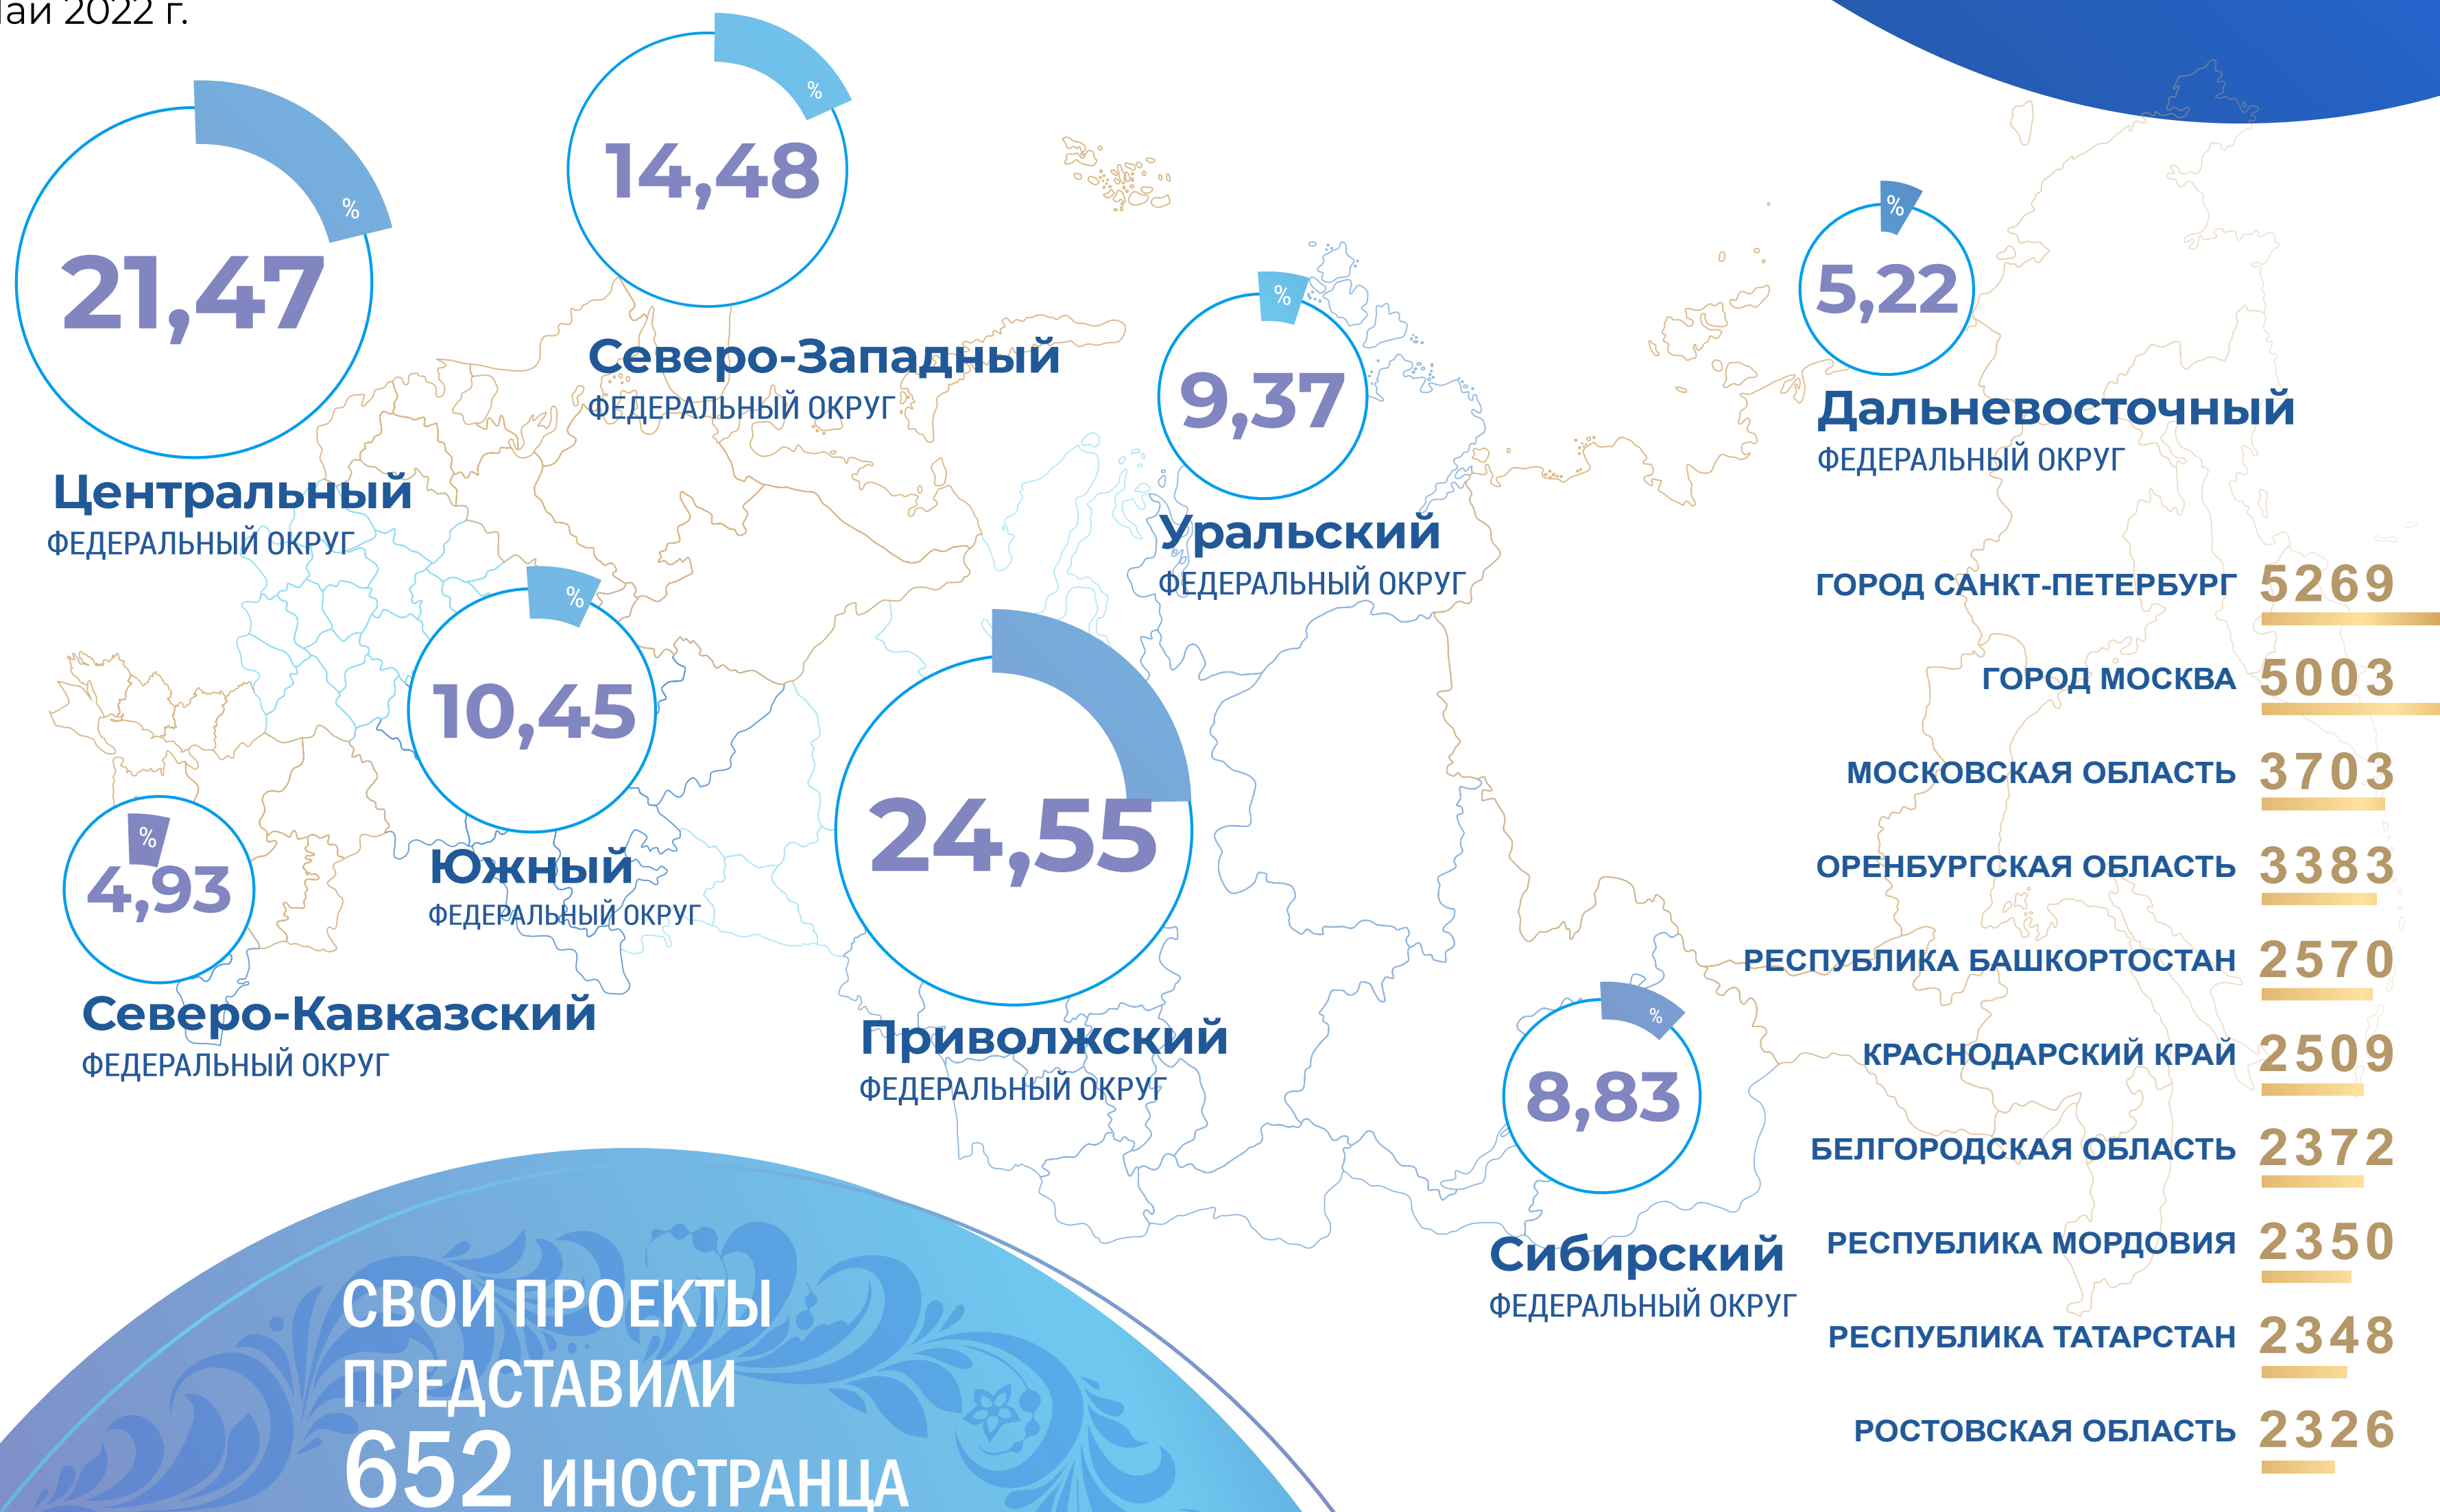 2022 г.
21,47
%
Центральный
ФЕДЕРАЛЬНЫЙ ОКРУГ
14,48
%
Северо-Западный
ФЕДЕРАЛЬНЫЙ ОКРУГ
9,37
%
Уральский
ФЕДЕРАЛЬНЫЙ ОКРУГ
5,22
%
Дальневосточный
ФЕДЕРАЛЬНЫЙ ОКРУГ
10,45
%
Южный
ФЕДЕРАЛЬНЫЙ ОКРУГ
4,93
%
Северо-Кавказский
ФЕДЕРАЛЬНЫЙ ОКРУГ
24,55
Приволжский
ФЕДЕРАЛЬНЫЙ ОКРУГ
8,83
%
Сибирский
ФЕДЕРАЛЬНЫЙ ОКРУГ
ГОРОД САНКТ-ПЕТЕРБУРГ 5269
ГОРОД МОСКВА 5003
МОСКОВСКАЯ ОБЛАСТЬ 3703
ОРЕНБУРГСКАЯ ОБЛАСТЬ 3383
РЕСПУБЛИКА БАШКОРТОСТАН 2570
КРАСНОДАРСКИЙ КРАЙ 2509
БЕЛГОРОДСКАЯ ОБЛАСТЬ 2372
РЕСПУБЛИКА МОРДОВИЯ 2350
РЕСПУБЛИКА ТАТАРСТАН 2348
РОСТОВСКАЯ ОБЛАСТЬ 2326
СВОИ ПРОЕКТЫ
ПРЕДСТАВИЛИ
652 ИНОСТРАНЦА